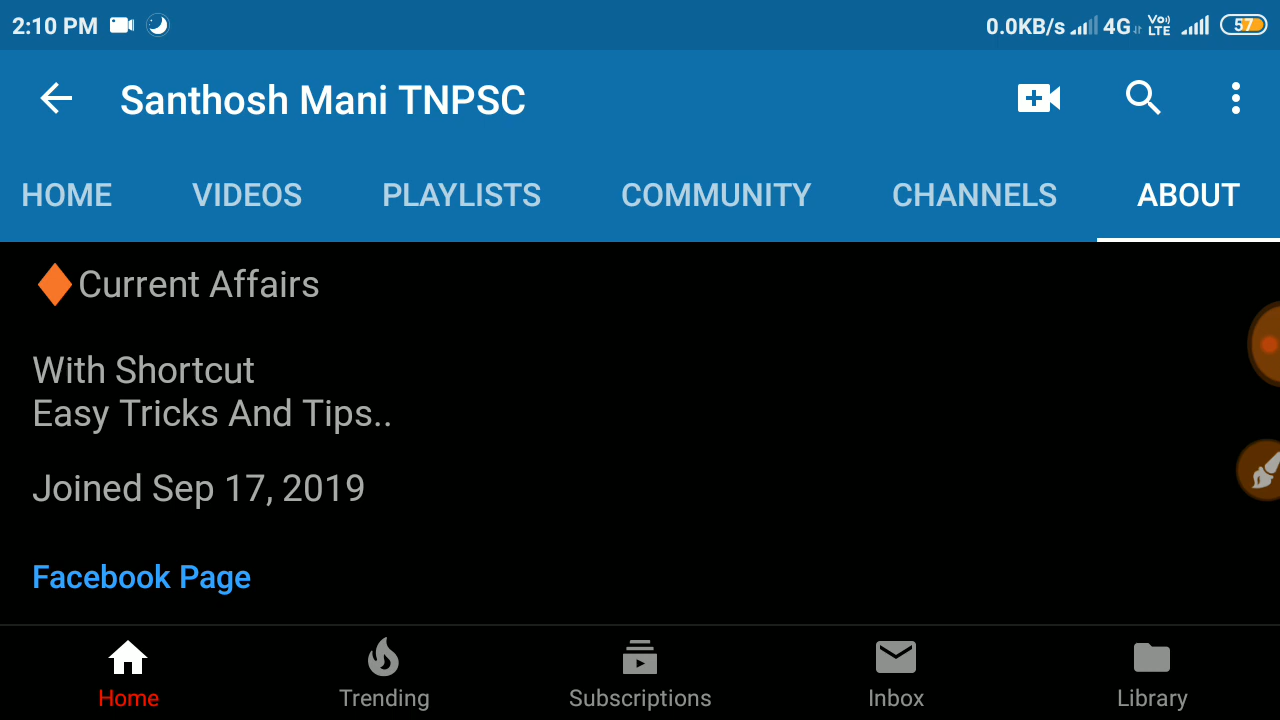 2:10 PM 0.0KB/s 4G Vo) LTE 57
Santhosh Mani TNPSC
HOME VIDEOS PLAYLISTS COMMUNITY CHANNELS ABOUT
Current Affairs
With Shortcut
Easy Tricks And Tips..
Joined Sep 17, 2019
Facebook Page
Home Trending Subscriptions Inbox Library